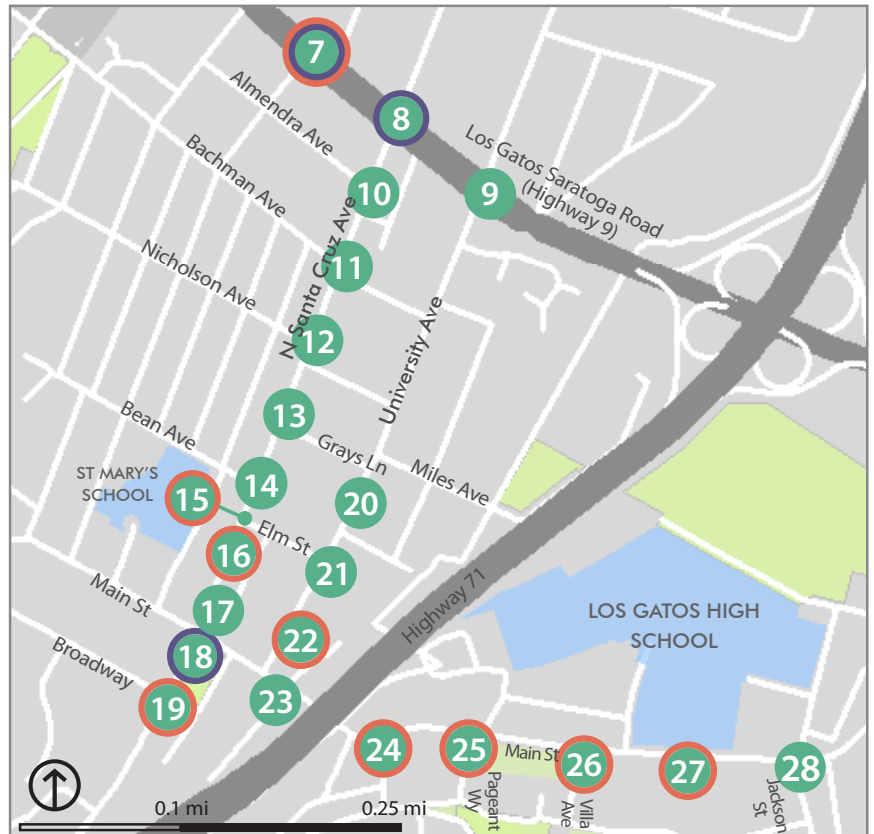 7
8
Almendra Ave
Los Gatos Saratoga Road
(Highway 9)
Bachman Ave
10
9
N Santa Cruz Ave
11
Nicholson Ave
12
University Ave
13
Bean Ave
Grays Ln
Miles Ave
ST MARY'S
SCHOOL
14
15
20
Elm St
16
21
Main St
17
Highway 71
LOS GATOS HIGH
SCHOOL
22
18
Broadway
19
23
24
25
Main St
26
27
28
Pageant
Wy
Villa
Ave
Jackson
St
0.1 mi
0.25 mi